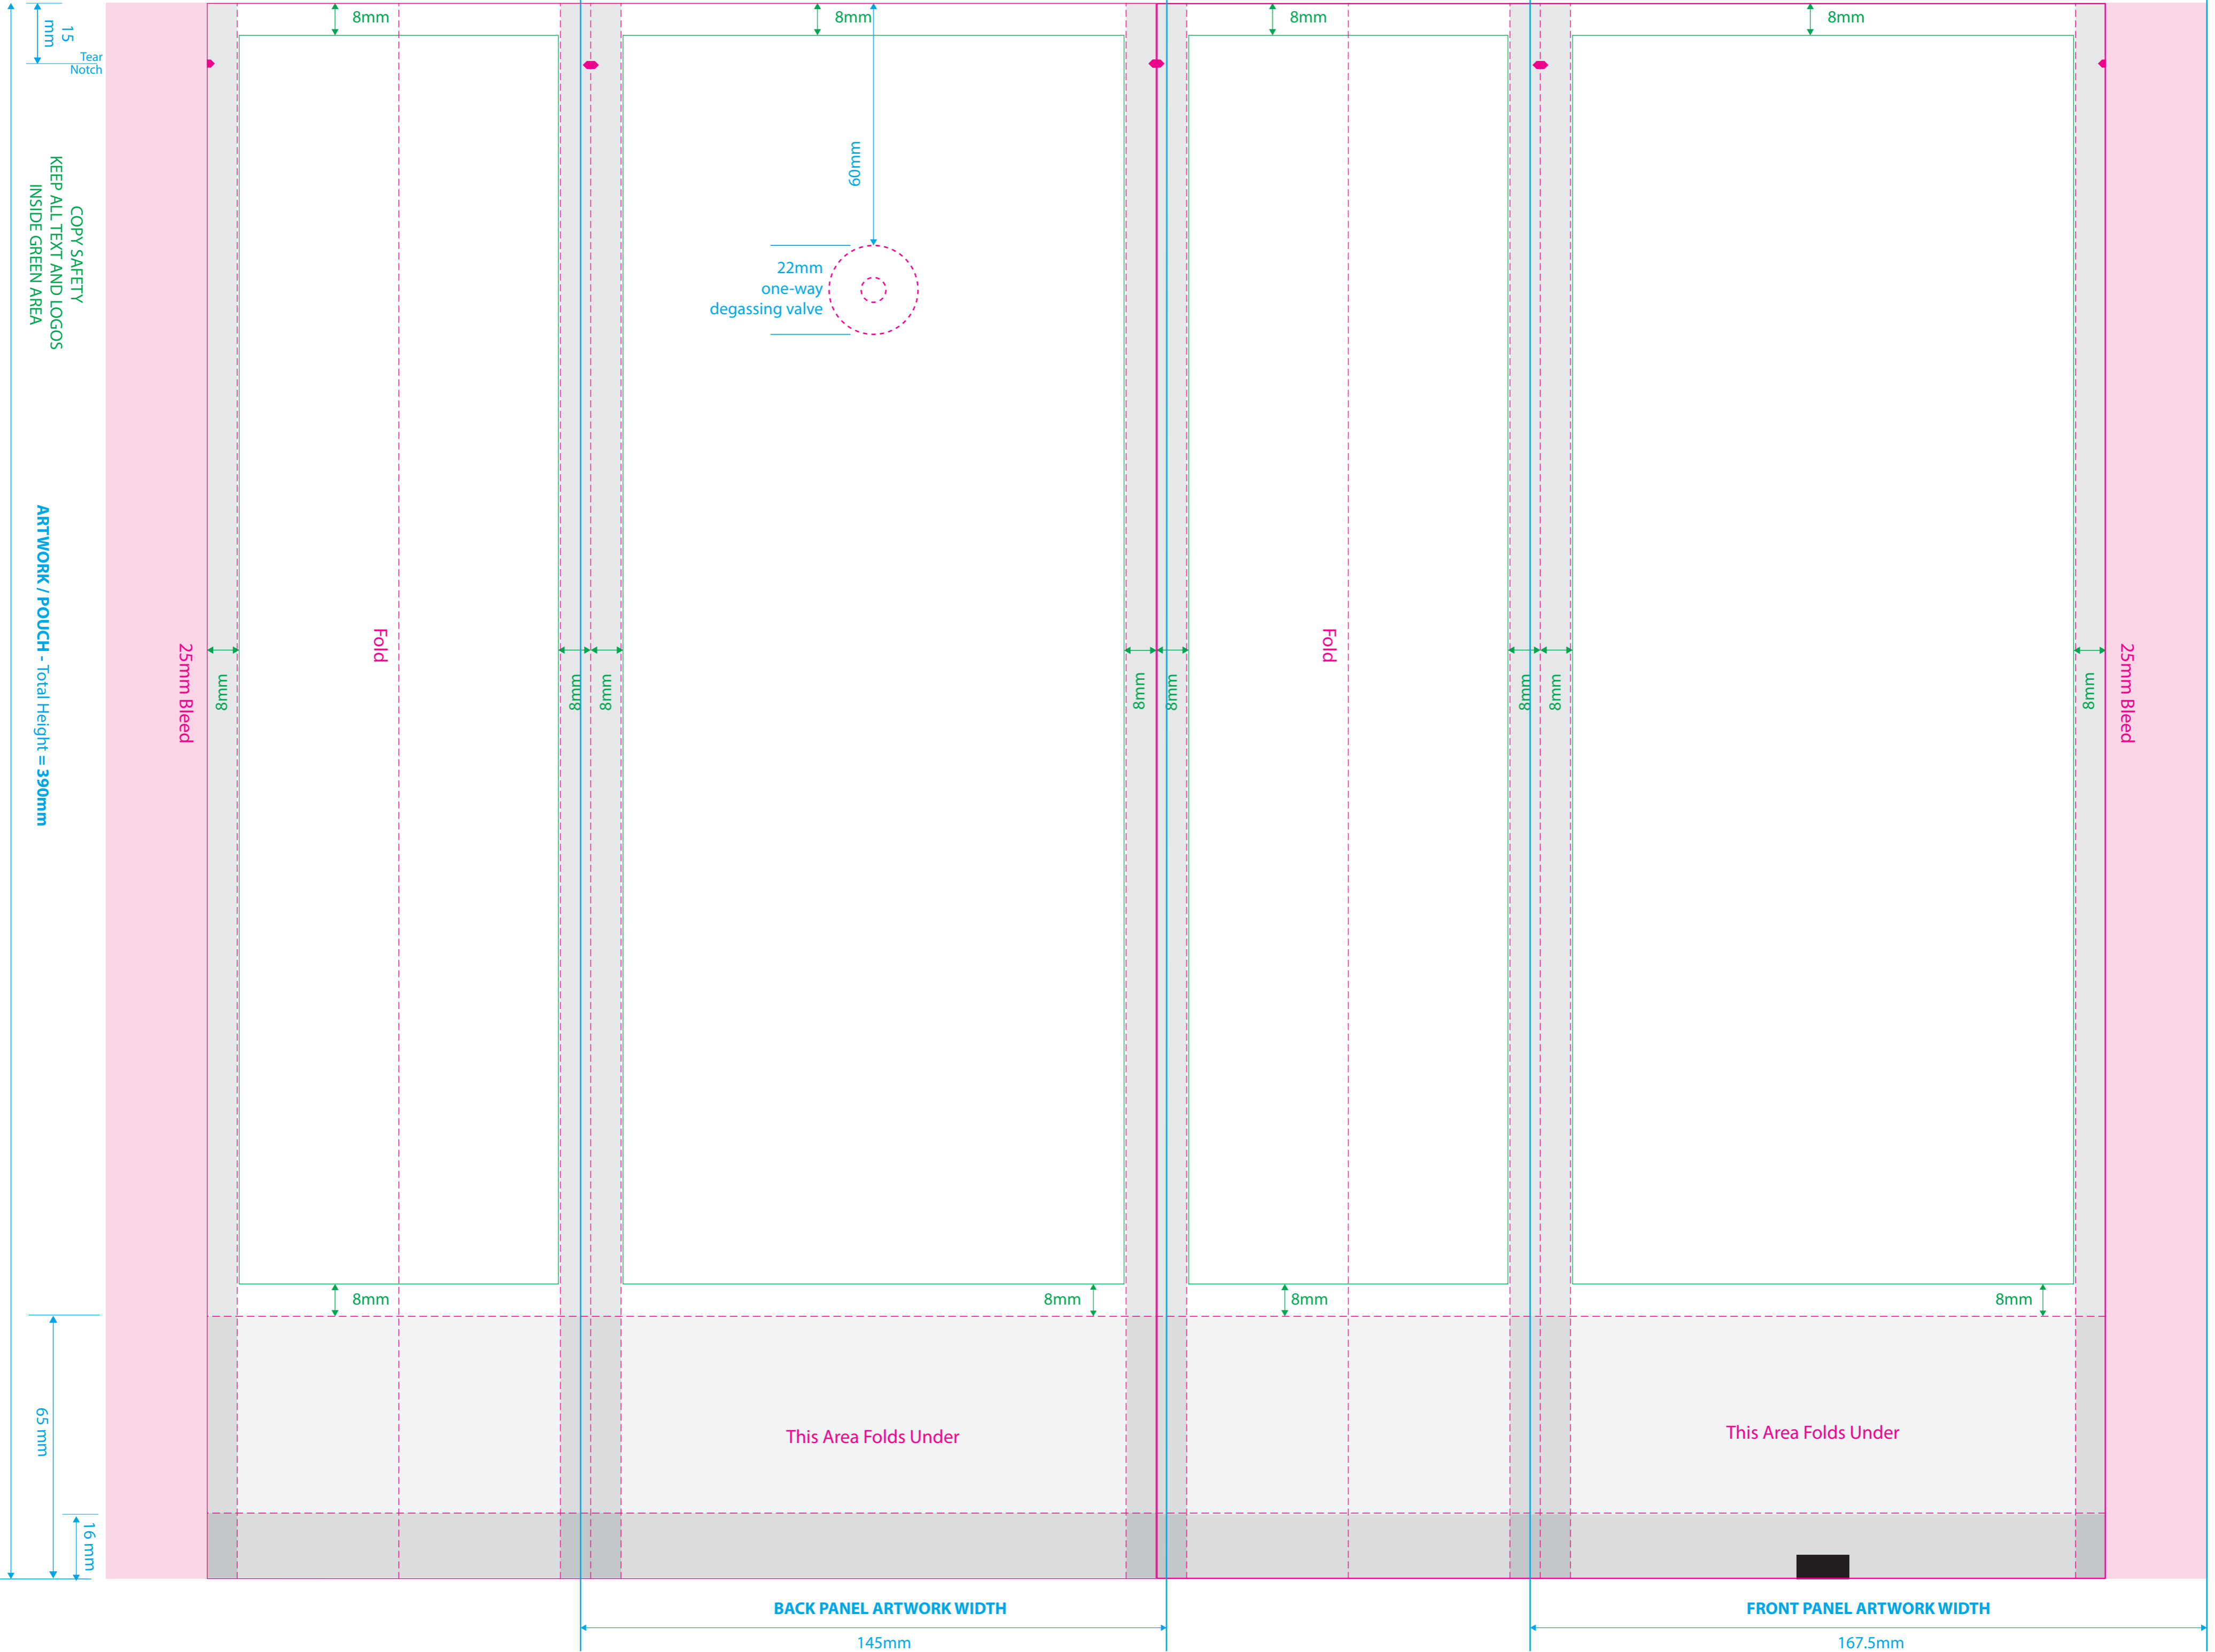 8mm
8mm
8mm
8mm
15
mm
Tear
Notch
60mm
COPY SAFETY
KEEP ALL TEXT AND LOGOS
INSIDE GREEN AREA
22mm
one-way
degassing valve
ARTWORK / POUCH - Total Height = 390mm
25mm Bleed
Fold
Fold
25mm Bleed
8mm
8mm
8mm
8mm
8mm
8mm
8mm
8mm
8mm
8mm
8mm
8mm
65 mm
This Area Folds Under
This Area Folds Under
16 mm
BACK PANEL ARTWORK WIDTH
145mm
FRONT PANEL ARTWORK WIDTH
167.5mm